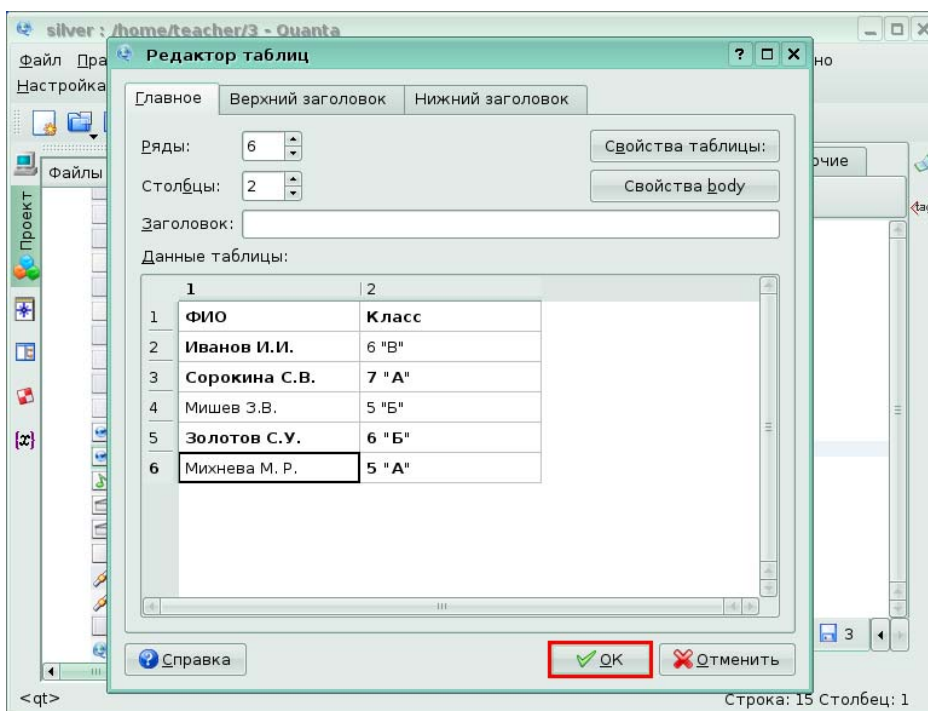 silver : /home/teacher/3 - Quanta
Редактор таблиц
Файл Пра
но
Настройка
Главное Верхний заголовок Нижний заголовок
Ряды: 6 Свойства таблицы:
Столбцы: 2 Свойства body
Заголовок:
Данные таблицы:
1 2
1 ФИО Класс
2 Иванов И.И. 6 "В"
3 Сорокина С.В. 7 "А"
4 Мишев З.В. 5 "Б"
5 Золотов С.У. 6 "Б"
6 Михнева М. Р. 5 "А"
Файлы
очие
Проект
{x}
3
Справка OK Отменить
<qt> Строка: 15 Столбец: 1